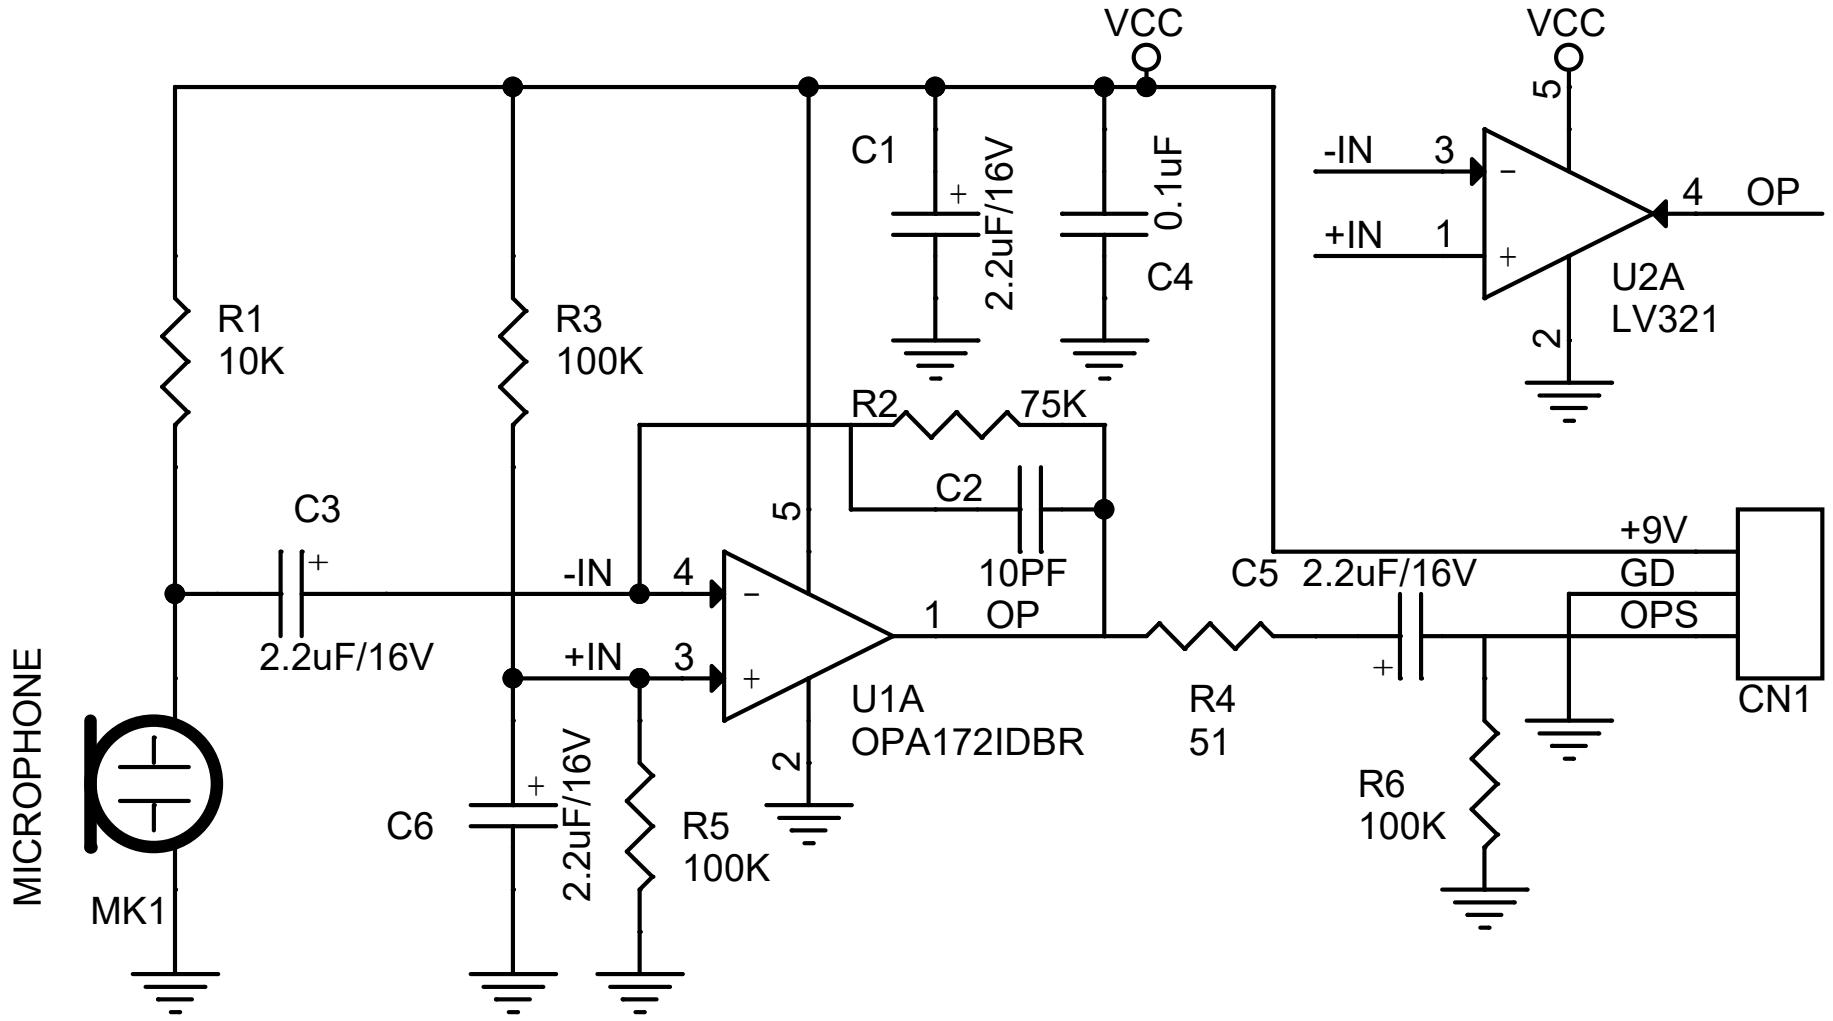 VCC
VCC
5
C1
2.2uF/16V
+
0.1uF
C4
-IN 3
−
+IN 1
+
4 OP
U2A
LV321
2
R1
10K
R3
100K
R2 75K
C2
10PF
5
C3
+
2.2uF/16V
-IN 4
−
+IN 3
+
1 OP
U1A
OPA172IDBR
2
C5 2.2uF/16V
+
R4
51
+9V
GD
OPS
CN1
R6
100K
MICROPHONE
MK1
C6
+
2.2uF/16V
R5
100K